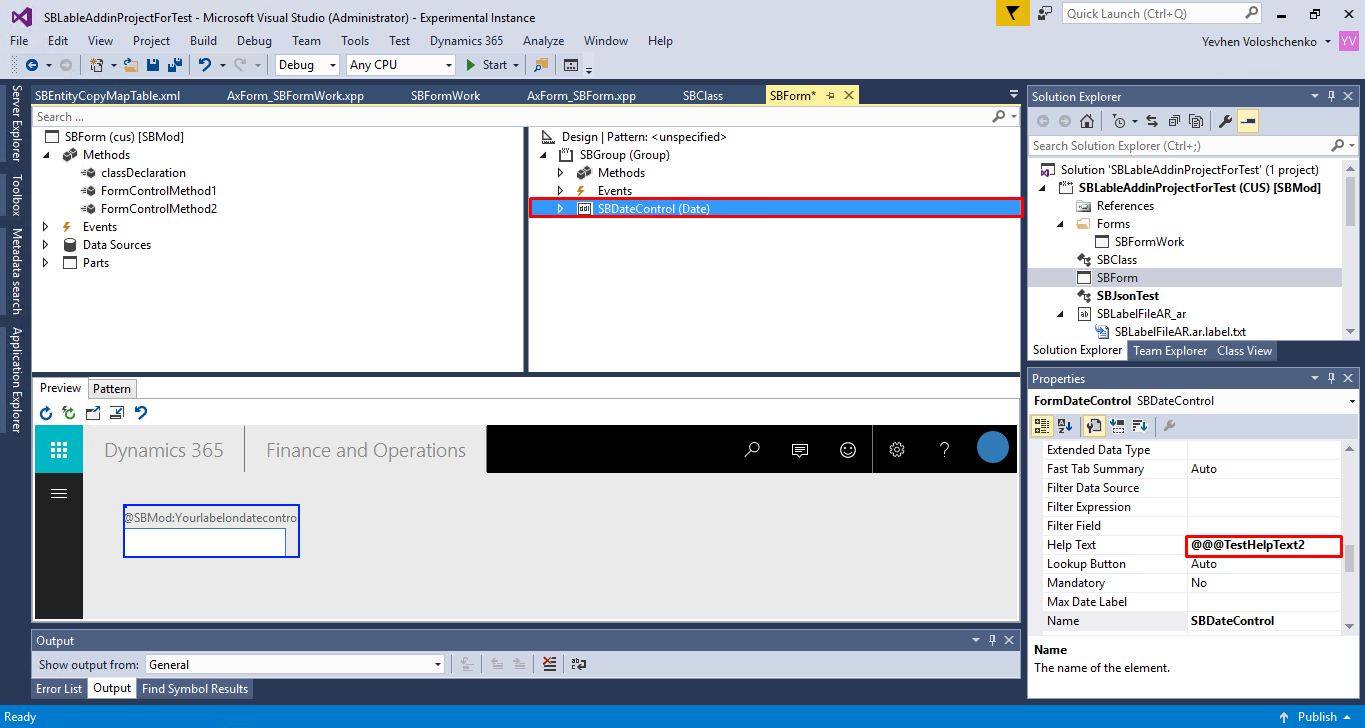 SBLableAddinProjectForTest - Microsoft Visual Studio (Administrator) - Experimental Instance
Quick Launch (Ctrl+Q)
File Edit View Project Build Debug Team Tools Test Dynamics 365 Analyze Window Help
Yevhen Voloshchenko YV
Debug Any CPU Start
Server Explorer
Toolbox
Metadata search
Application Explorer
SBEntityCopyMapTable.xml AxForm_SBFormWork.xpp SBFormWork AxForm_SBForm.xpp SBClass SBForm*
Search ...
SBForm (cus) [SBMod]
Methods
classDeclaration
FormControlMethod1
FormControlMethod2
Events
Data Sources
Parts
Design | Pattern: <unspecified>
SBGroup (Group)
Methods
Events
SBDateControl (Date)
Preview Pattern
Dynamics 365 Finance and Operations
?
@SBMod:Yourlabelondatecontro
Output
Show output from: General
Error List Output Find Symbol Results
Solution Explorer
Search Solution Explorer (Ctrl+;)
Solution 'SBLableAddinProjectForTest' (1 project)
SBLableAddinProjectForTest (CUS) [SBMod]
References
Forms
SBFormWork
SBClass
SBForm
SBJsonTest
SBLabelFileAR_ar
SBLabelFileAR.ar.label.txt
Solution Explorer Team Explorer Class View
Properties
FormDateControl SBDateControl
Extended Data Type
Fast Tab Summary Auto
Filter Data Source
Filter Expression
Filter Field
Help Text @@@TestHelpText2
Lookup Button Auto
Mandatory No
Max Date Label
Name SBDateControl
Name
The name of the element.
Ready
Publish